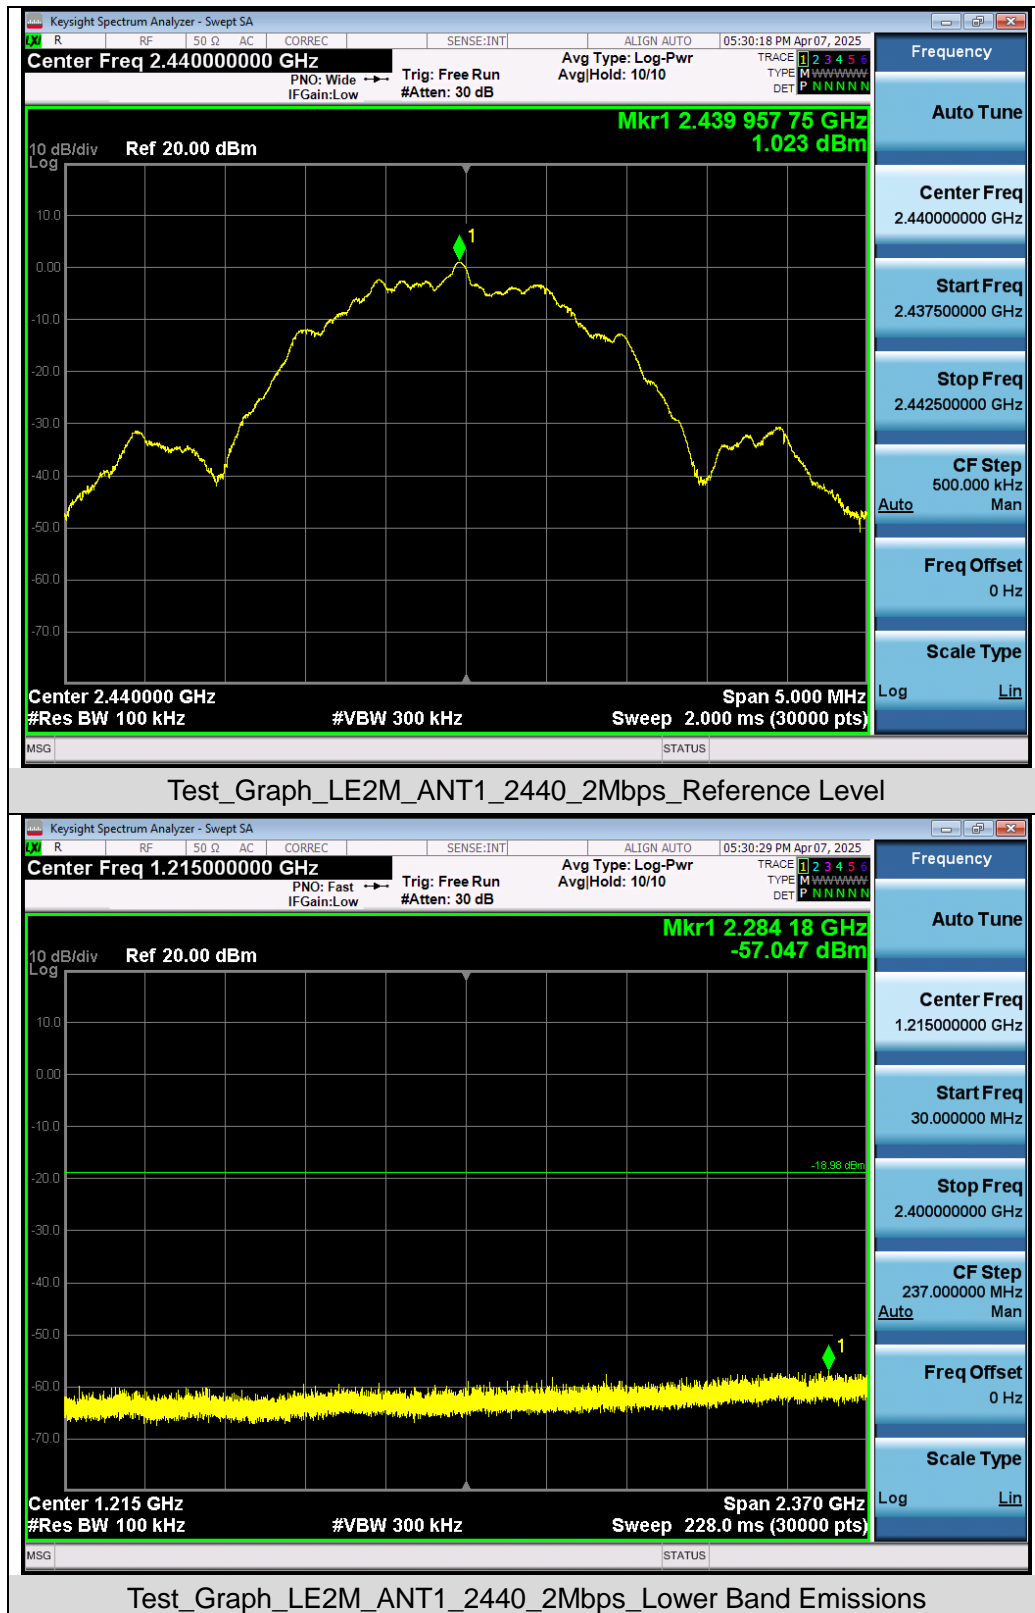 Keysight Spectrum Analyzer - Swept SA
LXI R RF 50 Ω AC CORREC SENSE:INT ALIGN AUTO 05:30:18 PM Apr 07, 2025
Center Freq 2.440000000 GHz
PNO: Wide
IFGain:Low
Trig: Free Run
#Atten: 30 dB
Avg Type: Log-Pwr
Avg|Hold: 10/10
TRACE 1 2 3 4 5 6
TYPE M W W W W W
DET P N N N N N
Mkr1 2.439 957 75 GHz
1.023 dBm
10 dB/div Ref 20.00 dBm
Log
10.0
0.00
-10.0
-20.0
-30.0
-40.0
-50.0
-60.0
-70.0
1
Center 2.440000 GHz Span 5.000 MHz
#Res BW 100 kHz #VBW 300 kHz Sweep 2.000 ms (30000 pts)
MSG STATUS
Frequency
Auto Tune
Center Freq
2.440000000 GHz
Start Freq
2.437500000 GHz
Stop Freq
2.442500000 GHz
CF Step
500.000 kHz
Auto Man
Freq Offset
0 Hz
Scale Type
Log Lin
Test_Graph_LE2M_ANT1_2440_2Mbps_Reference Level
Keysight Spectrum Analyzer - Swept SA
LXI R RF 50 Ω AC CORREC SENSE:INT ALIGN AUTO 05:30:29 PM Apr 07, 2025
Center Freq 1.215000000 GHz
PNO: Fast
IFGain:Low
Trig: Free Run
#Atten: 30 dB
Avg Type: Log-Pwr
Avg|Hold: 10/10
TRACE 1 2 3 4 5 6
TYPE M W W W W W
DET P N N N N N
Mkr1 2.284 18 GHz
-57.047 dBm
10 dB/div Ref 20.00 dBm
Log
10.0
0.00
-10.0
-20.0
-30.0
-40.0
-50.0
-60.0
-70.0
-18.98 dBm
1
Center 1.215 GHz Span 2.370 GHz
#Res BW 100 kHz #VBW 300 kHz Sweep 228.0 ms (30000 pts)
MSG STATUS
Frequency
Auto Tune
Center Freq
1.215000000 GHz
Start Freq
30.000000 MHz
Stop Freq
2.400000000 GHz
CF Step
237.000000 MHz
Auto Man
Freq Offset
0 Hz
Scale Type
Log Lin
Test_Graph_LE2M_ANT1_2440_2Mbps_Lower Band Emissions